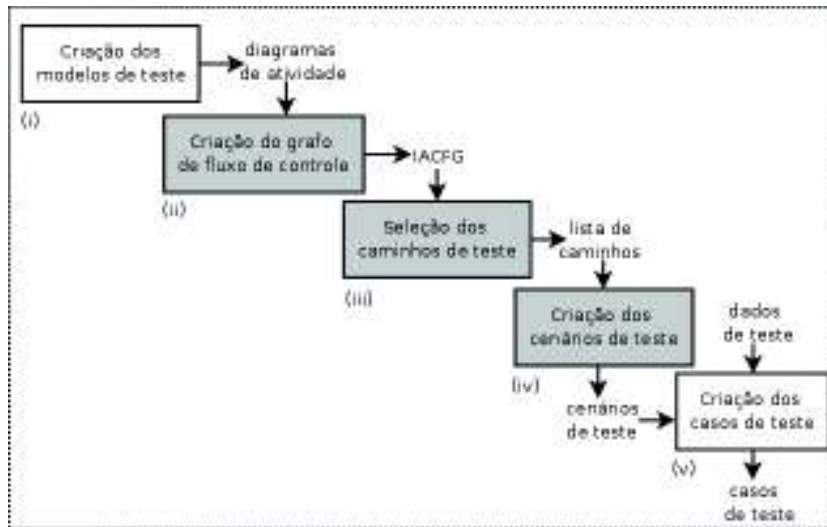 Criação dos
modelos de teste
diagramas
de atividade
(i)
Criação do grafo
de fluxo de controle
IACFG
(ii)
Seleção dos
caminhos de teste
lista de
caminhos
(iii)
Criação dos
cenários de teste
dados
de teste
(iv)
cenários
de teste
Criação dos
casos de teste
(v)
casos
de teste